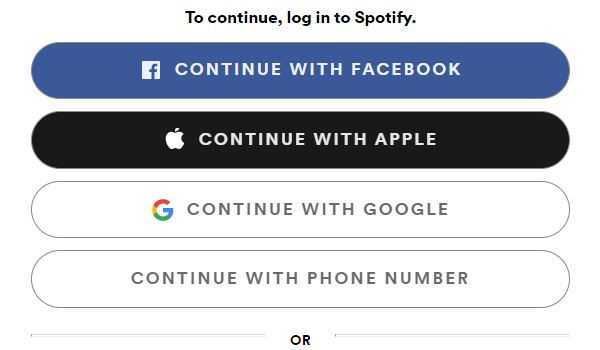 To continue, log in to Spotify.
CONTINUE WITH FACEBOOK
CONTINUE WITH APPLE
CONTINUE WITH GOOGLE
CONTINUE WITH PHONE NUMBER
OR